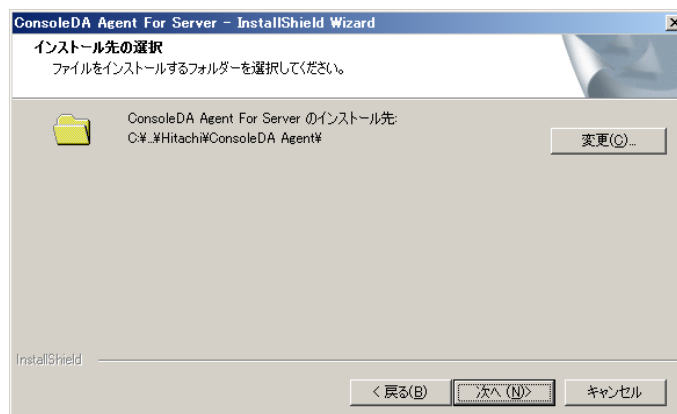 ConsoleDA Agent For Server - InstallShield Wizard
インストール先の選択
ファイルをインストールするフォルダーを選択してください。
ConsoleDA Agent For Server のインストール先:
C:¥...¥Hitachi¥ConsoleDA Agent¥
変更(C)...
InstallShield
< 戻る(B)
次へ (N)>
キャンセル